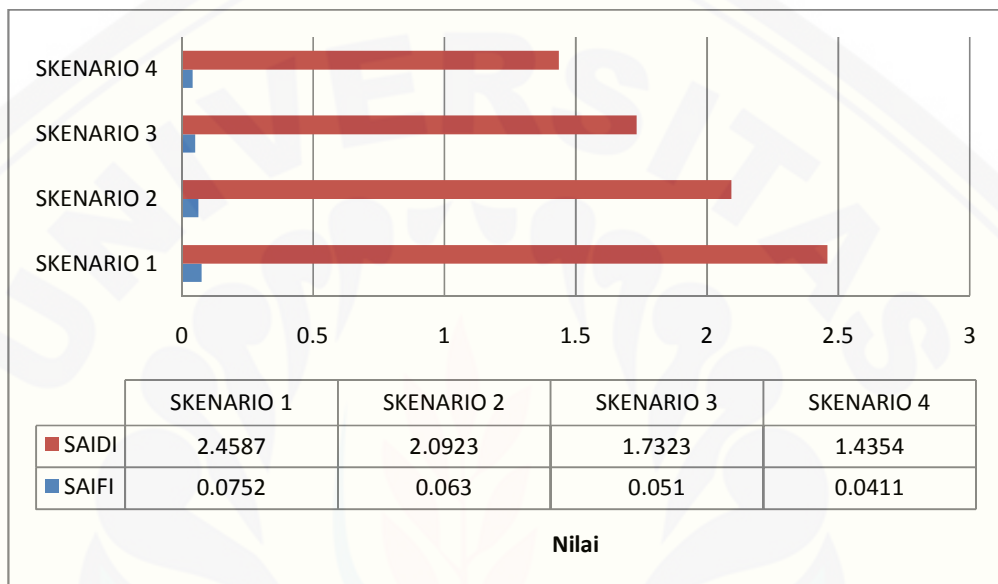 UNIVERSITAS
SKENARIO 4
SKENARIO 3
SKENARIO 2
SKENARIO 1
0 0.5 1 1.5 2 2.5 3
SKENARIO 1 SKENARIO 2 SKENARIO 3 SKENARIO 4
SAIDI 2.4587 2.0923 1.7323 1.4354
SAIFI 0.0752 0.063 0.051 0.0411
Nilai